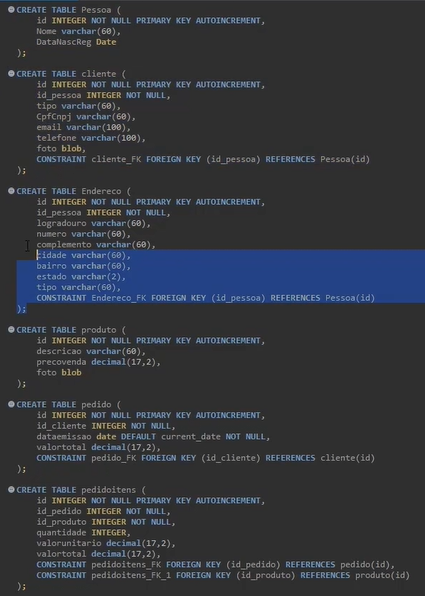 CREATE TABLE Pessoa (
id INTEGER NOT NULL PRIMARY KEY AUTOINCREMENT,
Nome varchar(60),
DataNascReg Date
);
CREATE TABLE cliente (
id INTEGER NOT NULL PRIMARY KEY AUTOINCREMENT,
id_pessoa INTEGER NOT NULL,
tipo varchar(60),
CpfCnpj varchar(60),
email varchar(100),
telefone varchar(100),
foto blob,
CONSTRAINT cliente_FK FOREIGN KEY (id_pessoa) REFERENCES Pessoa(id)
);
CREATE TABLE Endereco (
id INTEGER NOT NULL PRIMARY KEY AUTOINCREMENT,
id_pessoa INTEGER NOT NULL,
logradouro varchar(60),
numero varchar(60),
complemento varchar(60),
cidade varchar(60),
bairro varchar(60),
estado varchar(2),
tipo varchar(60),
CONSTRAINT Endereco_FK FOREIGN KEY (id_pessoa) REFERENCES Pessoa(id)
);
CREATE TABLE produto (
id INTEGER NOT NULL PRIMARY KEY AUTOINCREMENT,
descricao varchar(60),
precovenda decimal(17,2),
foto blob
);
CREATE TABLE pedido (
id INTEGER NOT NULL PRIMARY KEY AUTOINCREMENT,
id_cliente INTEGER NOT NULL,
dataemissao date DEFAULT current_date NOT NULL,
valortotal decimal(17,2),
CONSTRAINT pedido_FK FOREIGN KEY (id_cliente) REFERENCES cliente(id)
);
CREATE TABLE pedidoitens (
id INTEGER NOT NULL PRIMARY KEY AUTOINCREMENT,
id_pedido INTEGER NOT NULL,
id_produto INTEGER NOT NULL,
quantidade INTEGER,
valorunitario decimal(17,2),
valortotal decimal(17,2),
CONSTRAINT pedidoitens_FK FOREIGN KEY (id_pedido) REFERENCES pedido(id),
CONSTRAINT pedidoitens_FK_1 FOREIGN KEY (id_produto) REFERENCES produto(id)
);